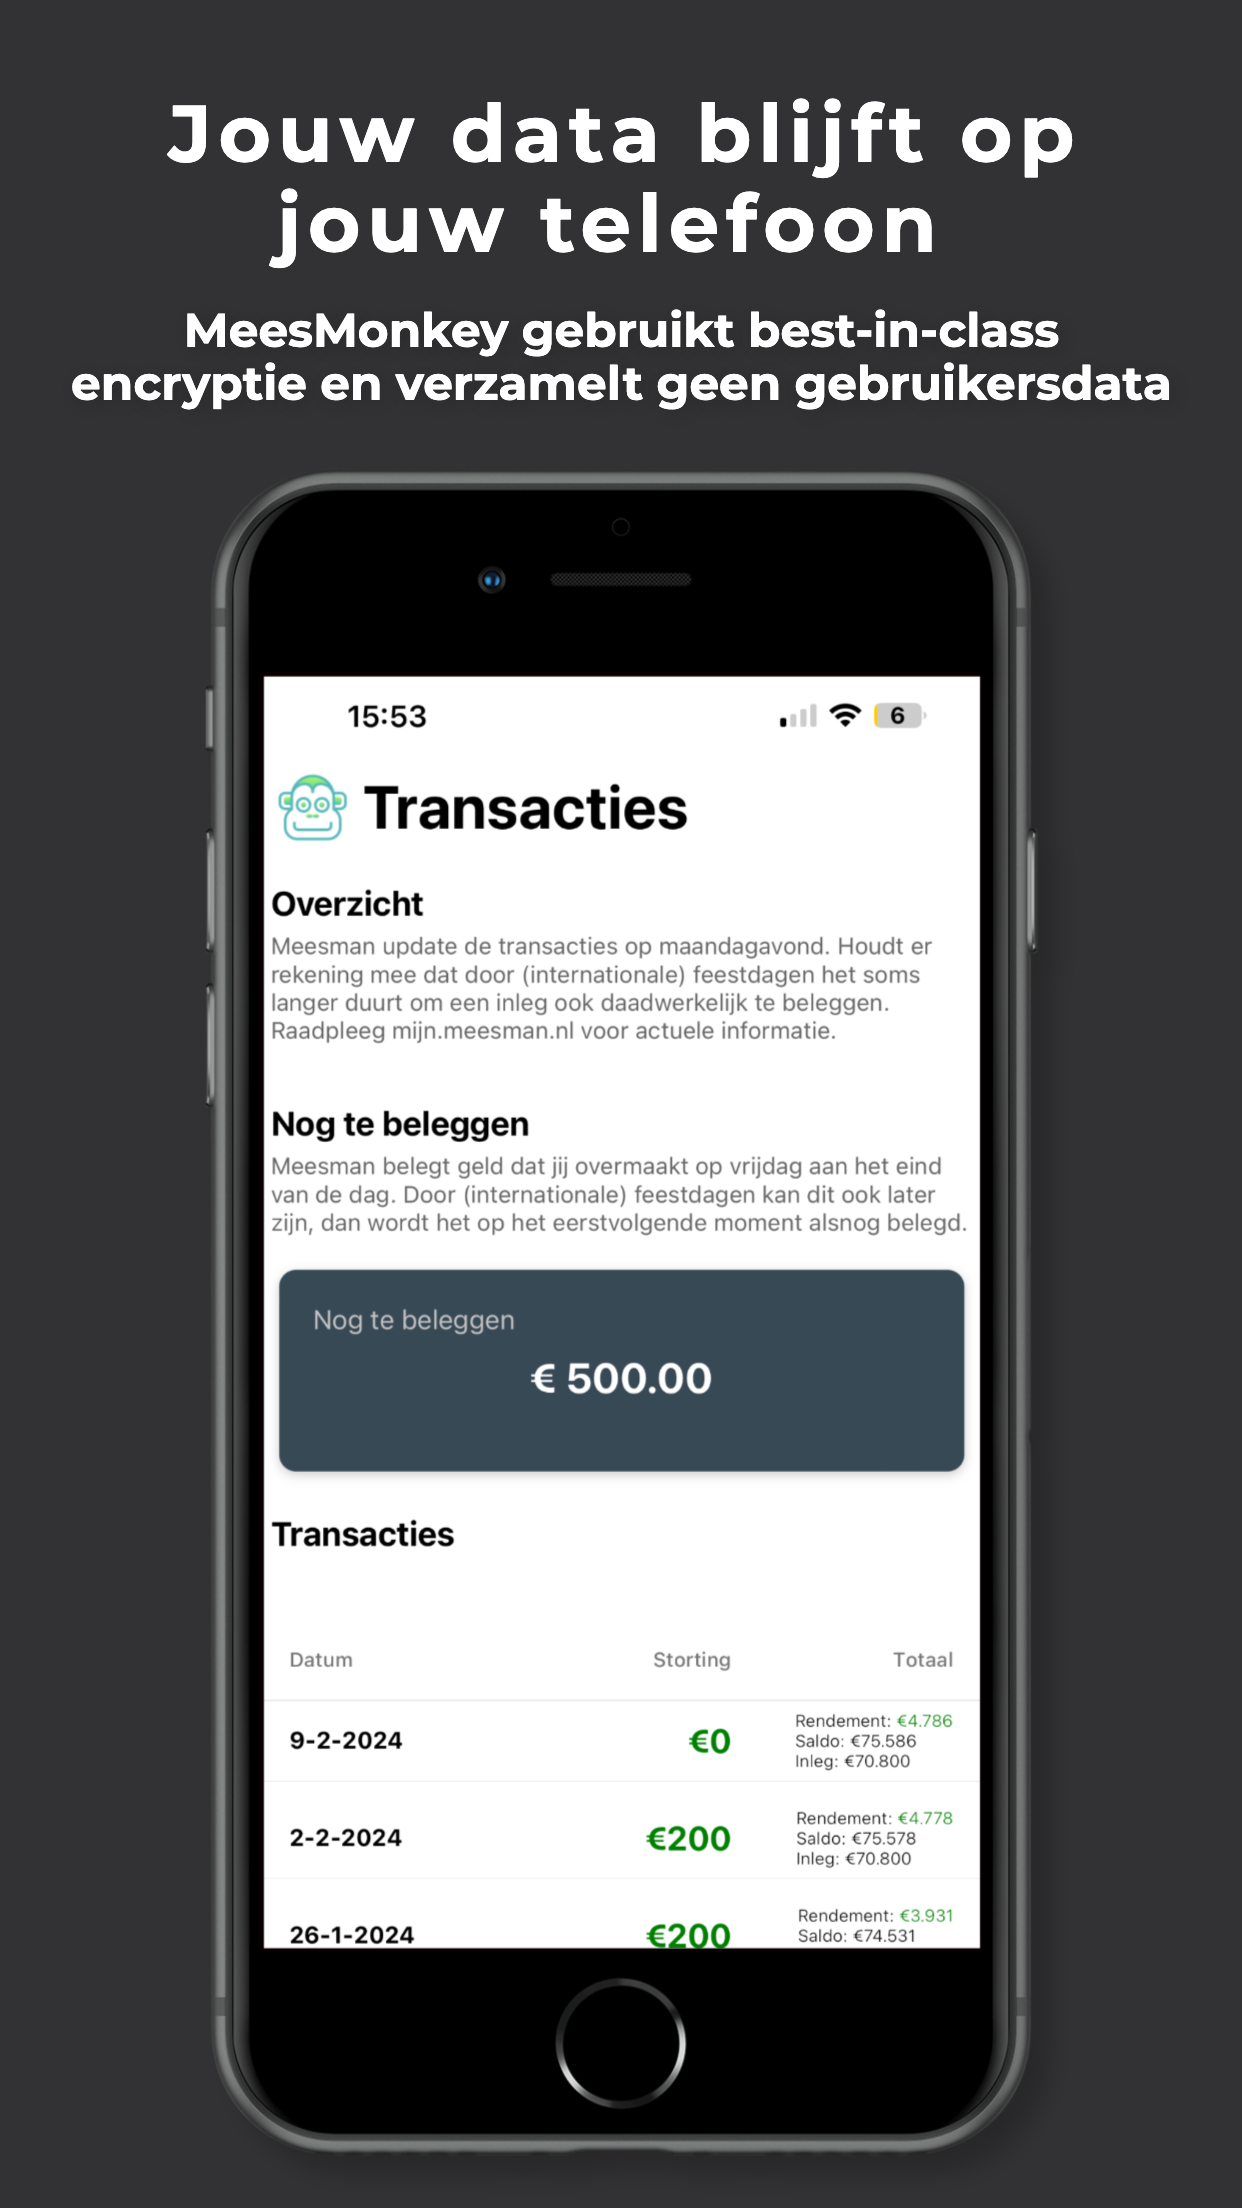 Jouw data blijft op
jouw telefoon
MeesMonkey gebruikt best-in-class
encryptie en verzamelt geen gebruikersdata
15:53
6
Transacties
Overzicht
Meesman update de transacties op maandagavond. Houdt er
rekening mee dat door (internationale) feestdagen het soms
langer duurt om een inleg ook daadwerkelijk te beleggen.
Raadpleeg mijn.meesman.nl voor actuele informatie.
Nog te beleggen
Meesman belegt geld dat jij overmaakt op vrijdag aan het eind
van de dag. Door (internationale) feestdagen kan dit ook later
zijn, dan wordt het op het eerstvolgende moment alsnog belegd.
Nog te beleggen
€ 500.00
Transacties
Datum Storting Totaal
9-2-2024 €0
Rendement: €4.786
Saldo: €75.586
Inleg: €70.800
2-2-2024 €200
Rendement: €4.778
Saldo: €75.578
Inleg: €70.800
26-1-2024 €200
Rendement: €3.931
Saldo: €74.531